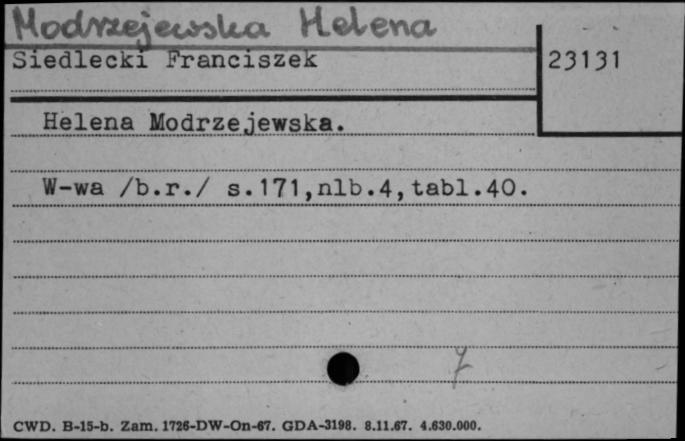 Modrzejewska Helena
Siedlecki Franciszek
23131
Helena Modrzejewska.
W-wa /b.r./ s.171,nlb.4,tabl.40.
7
CWD. B-15-b. Zam. 1726-DW-On-67. GDA-3198. 8.11.67. 4.630.000.